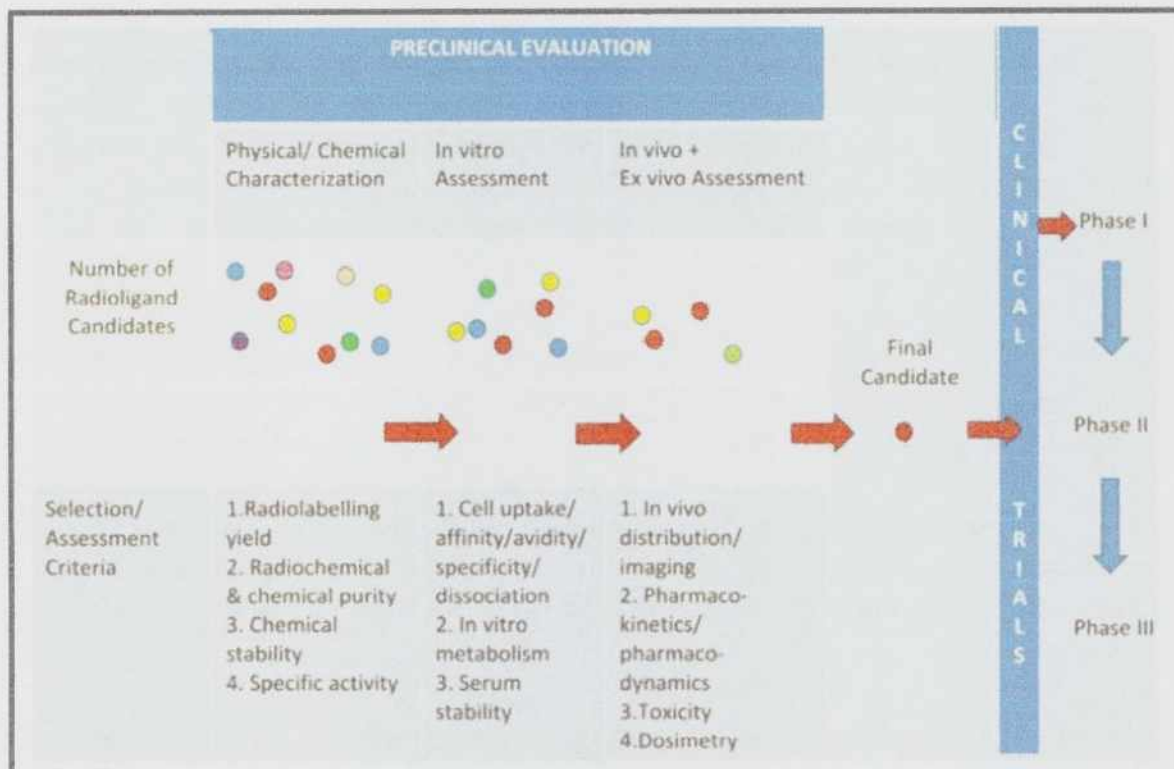 PRECLINICAL EVALUATION
Physical/ Chemical
Characterization
In vitro
Assessment
In vivo +
Ex vivo Assessment
Number of
Radioligand
Candidates
Final
Candidate
CLINICAL
TRIALS
Phase I
Phase II
Phase III
Selection/
Assessment
Criteria
1.Radiolabelling
yield
2. Radiochemical
& chemical purity
3. Chemical
stability
4. Specific activity
1. Cell uptake/
affinity/avidity/
specificity/
dissociation
2. In vitro
metabolism
3. Serum
stability
1. In vivo
distribution/
imaging
2. Pharmaco-
kinetics/
pharmaco-
dynamics
3.Toxicity
4.Dosimetry